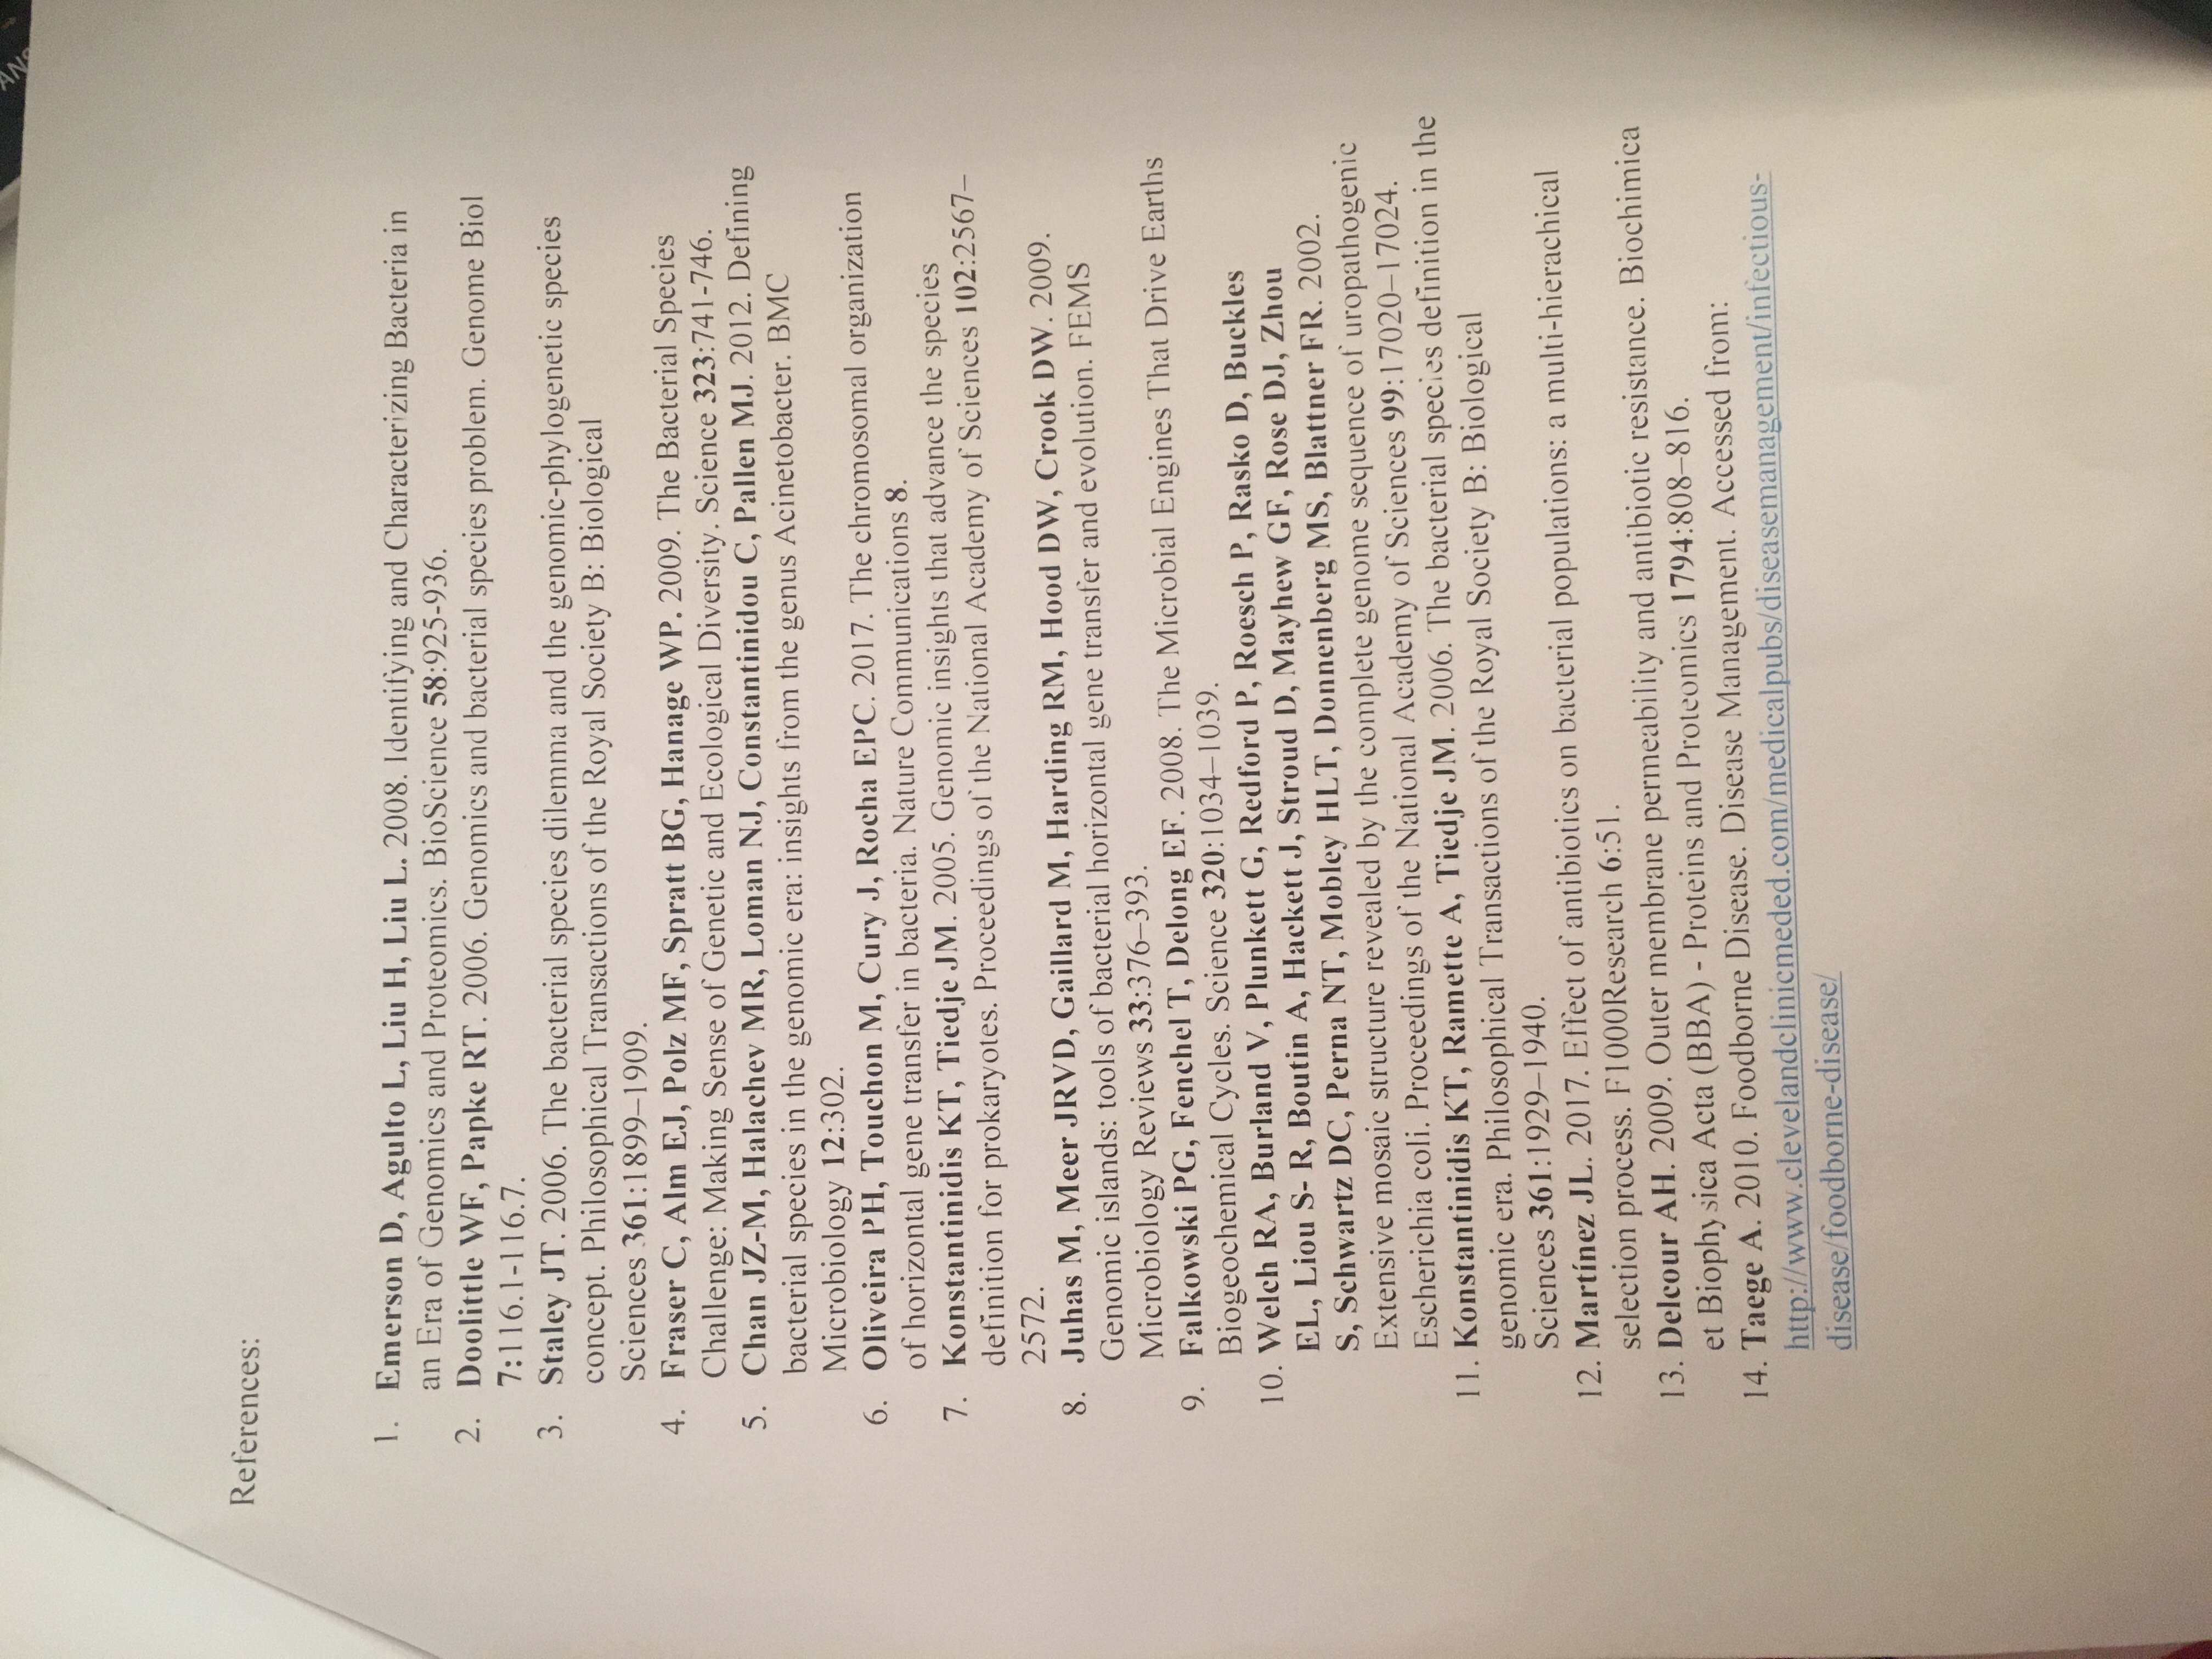 References:
1. Emerson D, Agulto L, Liu H, Liu L. 2008. Identifying and Characterizing Bacteria in
an Era of Genomics and Proteomics. BioScience 58:925-936.
2. Doolittle WF, Papke RT. 2006. Genomics and bacterial species problem. Genome Biol
7:116.1-116.7.
3. Staley JT. 2006. The bacterial species dilemma and the genomic-phylogenetic species
concept. Philosophical Transactions of the Royal Society B: Biological
Sciences 361:1899–1909.
4. Fraser C, Alm EJ, Polz MF, Spratt BG, Hanage WP. 2009. The Bacterial Species
Challenge: Making Sense of Genetic and Ecological Diversity. Science 323:741-746.
5. Chan JZ-M, Halachev MR, Loman NJ, Constantinidou C, Pallen MJ. 2012. Defining
bacterial species in the genomic era: insights from the genus Acinetobacter. BMC
Microbiology 12:302.
6. Oliveira PH, Touchon M, Cury J, Rocha EPC. 2017. The chromosomal organization
of horizontal gene transfer in bacteria. Nature Communications 8.
7. Konstantinidis KT, Tiedje JM. 2005. Genomic insights that advance the species
definition for prokaryotes. Proceedings of the National Academy of Sciences 102:2567–
2572.
8. Juhas M, Meer JRVD, Gaillard M, Harding RM, Hood DW, Crook DW. 2009.
Genomic islands: tools of bacterial horizontal gene transfer and evolution. FEMS
Microbiology Reviews 33:376–393.
9. Falkowski PG, Fenchel T, Delong EF. 2008. The Microbial Engines That Drive Earths
Biogeochemical Cycles. Science 320:1034–1039.
10. Welch RA, Burland V, Plunkett G, Redford P, Roesch P, Rasko D, Buckles
EL, Liou S- R, Boutin A, Hackett J, Stroud D, Mayhew GF, Rose DJ, Zhou
S, Schwartz DC, Perna NT, Mobley HLT, Donnenberg MS, Blattner FR. 2002.
Extensive mosaic structure revealed by the complete genome sequence of uropathogenic
Escherichia coli. Proceedings of the National Academy of Sciences 99:17020–17024.
11. Konstantinidis KT, Ramette A, Tiedje JM. 2006. The bacterial species definition in the
genomic era. Philosophical Transactions of the Royal Society B: Biological
Sciences 361:1929–1940.
12. Martínez JL. 2017. Effect of antibiotics on bacterial populations: a multi-hierachical
selection process. F1000Research 6:51.
13. Delcour AH. 2009. Outer membrane permeability and antibiotic resistance. Biochimica
et Biophysica Acta (BBA) - Proteins and Proteomics 1794:808–816.
14. Taege A. 2010. Foodborne Disease. Disease Management. Accessed from:
http://www.clevelandclinicmeded.com/medicalpubs/diseasemanagement/infectious-
disease/foodborne-disease/